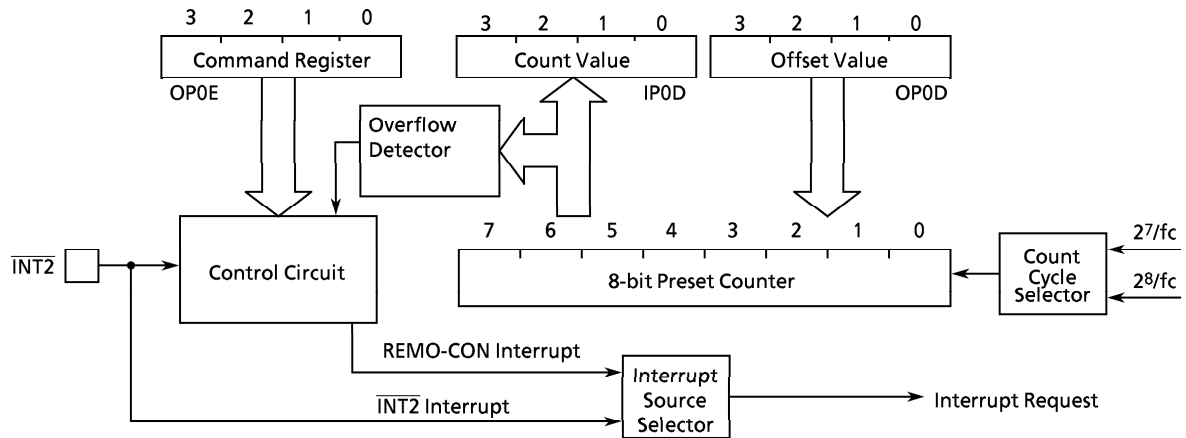 3 2 1 0
Command Register
OP0E
3 2 1 0
Count Value
IP0D
3 2 1 0
Offset Value
OP0D
Overflow
Detector
7 6 5 4 3 2 1 0
8-bit Preset Counter
INT2
Control Circuit
Count
Cycle
Selector
2⁷/fc
2⁸/fc
REMO-CON Interrupt
INT2 Interrupt
Interrupt
Source
Selector
Interrupt Request